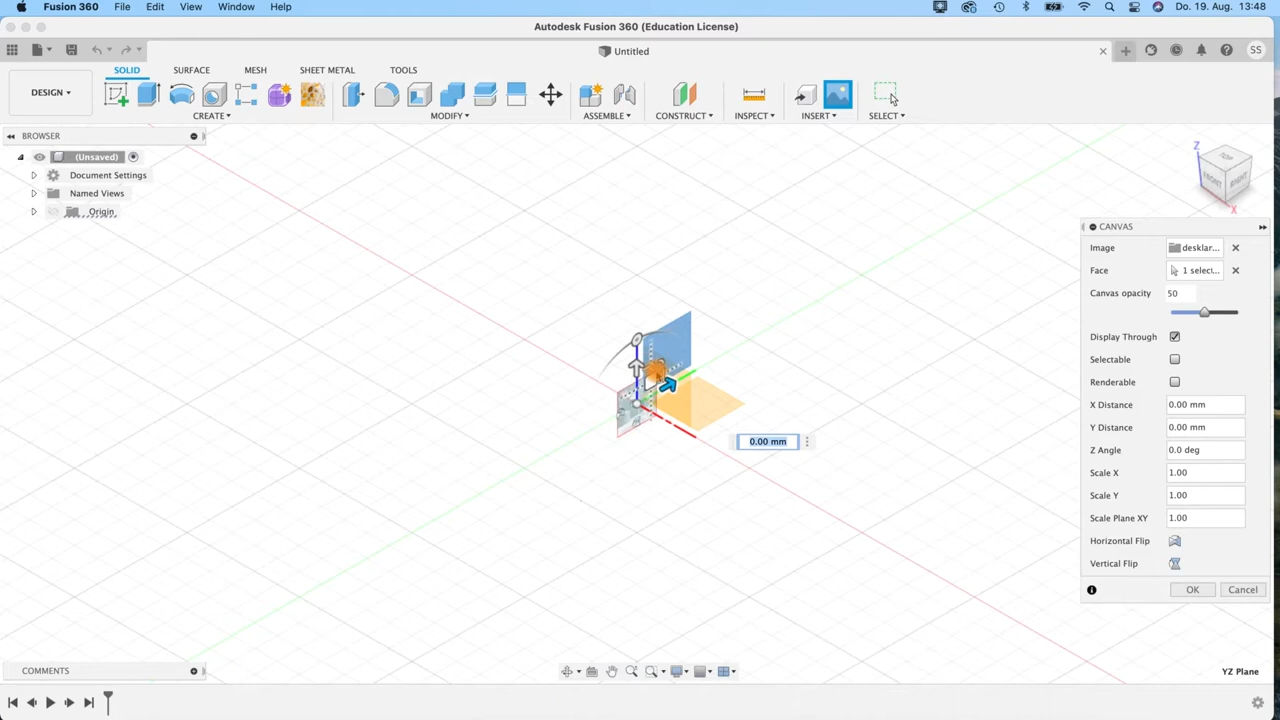 Fusion 360 File Edit View Window Help Do. 19. Aug. 13:48
Autodesk Fusion 360 (Education License)
Untitled SS
SOLID SURFACE MESH SHEET METAL TOOLS
DESIGN
CREATE MODIFY ASSEMBLE CONSTRUCT INSPECT INSERT SELECT
BROWSER
(Unsaved)
Document Settings
Named Views
Origin
Z
TOP
FRONT RIGHT
X
CANVAS
Image desklar...
Face 1 select...
Canvas opacity 50
Display Through
Selectable
Renderable
X Distance 0.00 mm
Y Distance 0.00 mm
Z Angle 0.0 deg
Scale X 1.00
Scale Y 1.00
Scale Plane XY 1.00
Horizontal Flip
Vertical Flip
OK Cancel
0.00 mm
COMMENTS
YZ Plane